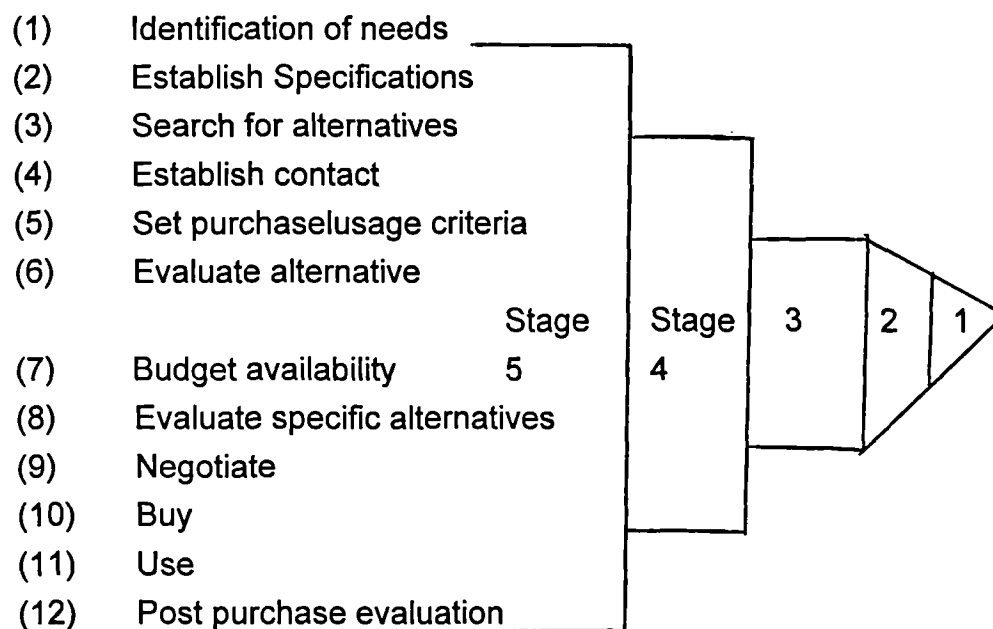 (1) Identification of needs
(2) Establish Specifications
(3) Search for alternatives
(4) Establish contact
(5) Set purchaselusage criteria
(6) Evaluate alternative
Stage Stage 3 2 1
(7) Budget availability 5 4
(8) Evaluate specific alternatives
(9) Negotiate
(10) Buy
(11) Use
(12) Post purchase evaluation